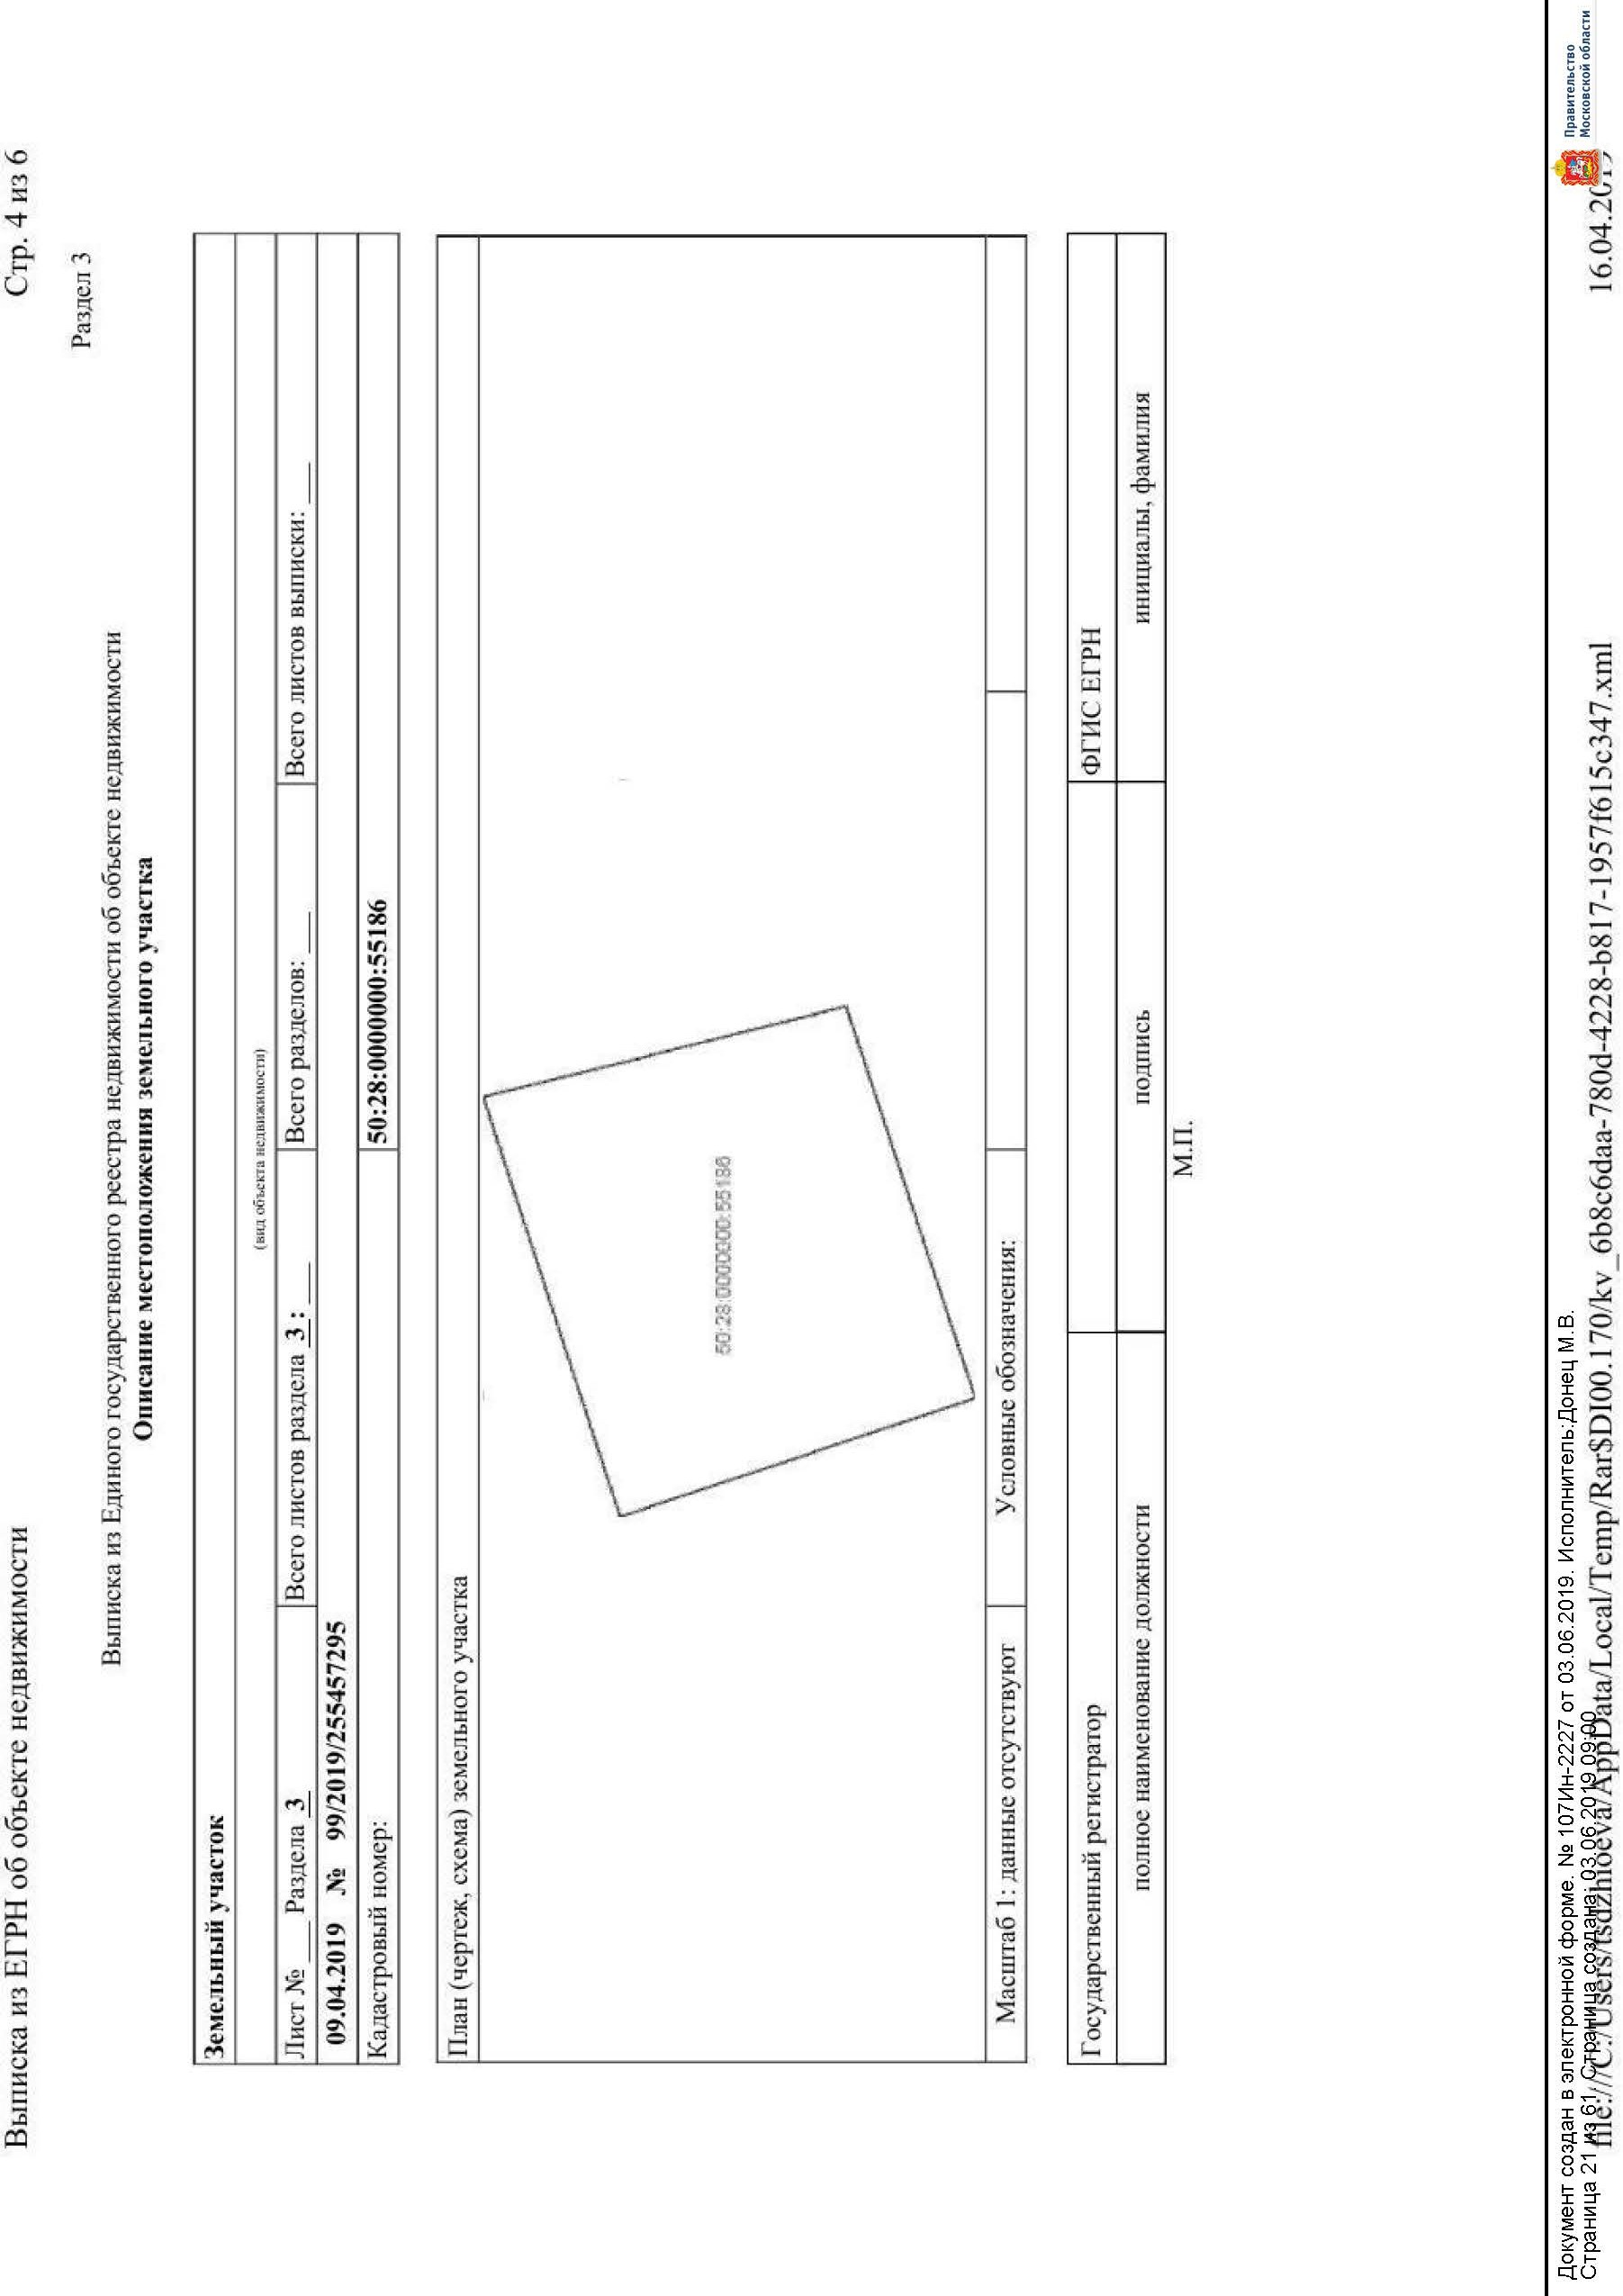 Выписка из ЕГРН об объекте недвижимости Стр. 4 из 6
Раздел 3
Выписка из Единого государственного реестра недвижимости об объекте недвижимости
Описание местоположения земельного участка
Земельный участок
(вид объекта недвижимости)
Лист № ___ Раздела 3 Всего листов раздела 3 : ___ Всего разделов: ___ Всего листов выписки: ___
09.04.2019 № 99/2019/255457295
Кадастровый номер: 50:28:0000000:55186
План (чертеж, схема) земельного участка
50:28:0000000:55186
Масштаб 1: данные отсутствуют Условные обозначения:
Государственный регистратор ФГИС ЕГРН
полное наименование должности подпись инициалы, фамилия
М.П.
Документ создан в электронной форме. № 107Ин-2227 от 03.06.2019. Исполнитель:Донец М.В.
Страница 21 из 61. Страница создана: 03.06.2019 09:00
Правительство
Московской области
file://C:/Users/tsdzhioeva/AppData/Local/Temp/Rar$DI00.170/kv_6b8c6daa-780d-4228-b817-1957f615c347.xml 16.04.2019